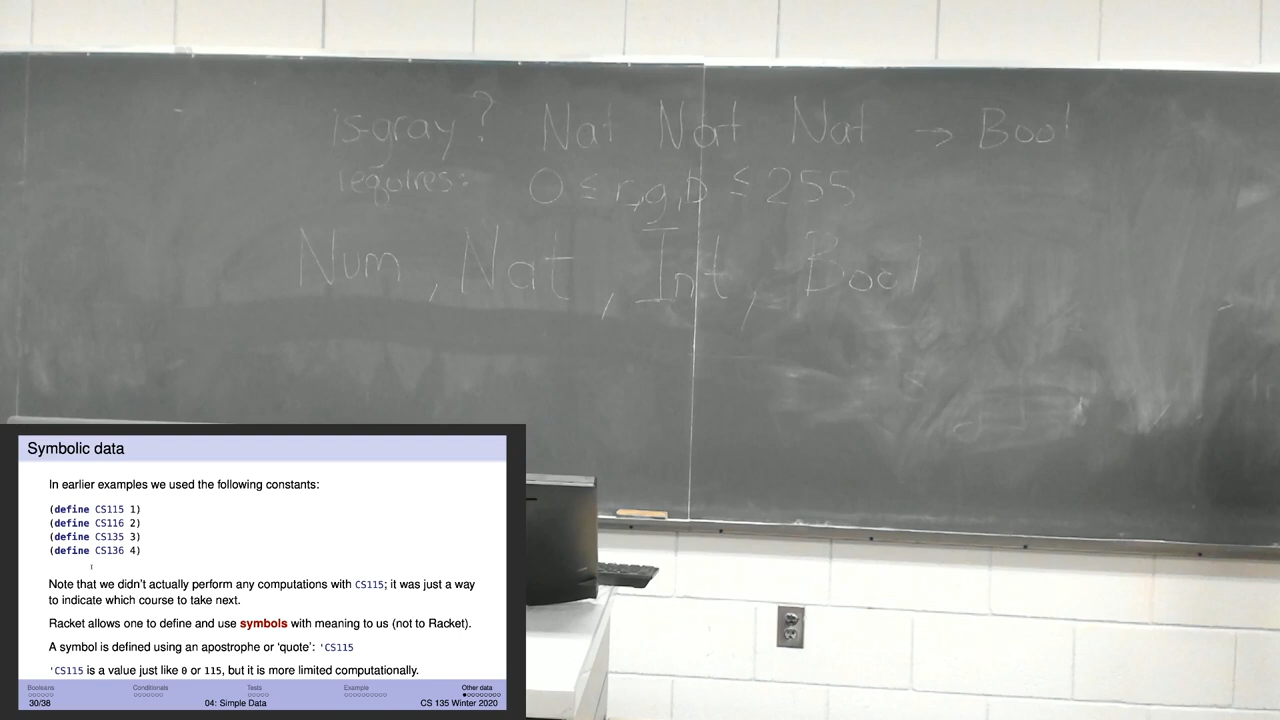 is-gray? Nat Nat Nat → Bool
requires: 0 ≤ r,g,b ≤ 255
Num, Nat, Int, Bool
Symbolic data
In earlier examples we used the following constants:
(define CS115 1)
(define CS116 2)
(define CS135 3)
(define CS136 4)
Note that we didn't actually perform any computations with CS115; it was just a way
to indicate which course to take next.
Racket allows one to define and use symbols with meaning to us (not to Racket).
A symbol is defined using an apostrophe or 'quote': 'CS115
'CS115 is a value just like 0 or 115, but it is more limited computationally.
Booleans Conditionals Tests Example Other data
30/38 04: Simple Data CS 135 Winter 2020